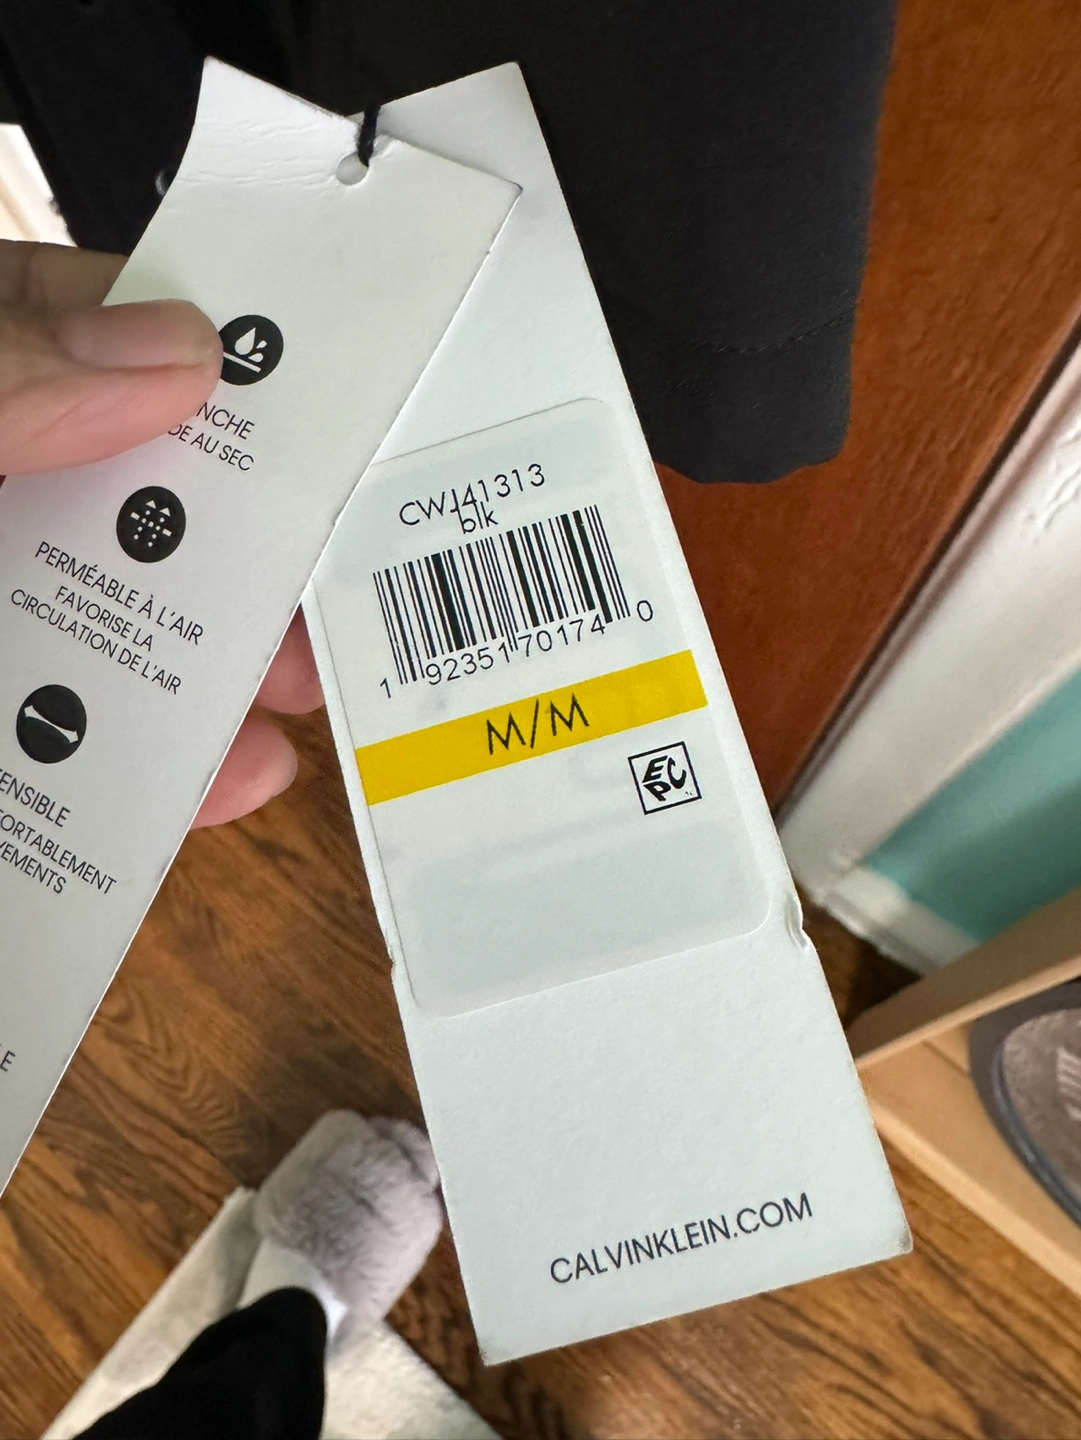 NCHE
DE AU SEC
PERMÉABLE À L'AIR
FAVORISE LA
CIRCULATION DE L'AIR
ENSIBLE
ORTABLEMENT
VEMENTS
LE
CWJ41313
blk
1 92351 70174 0
M/M
EPC
CALVINKLEIN.COM